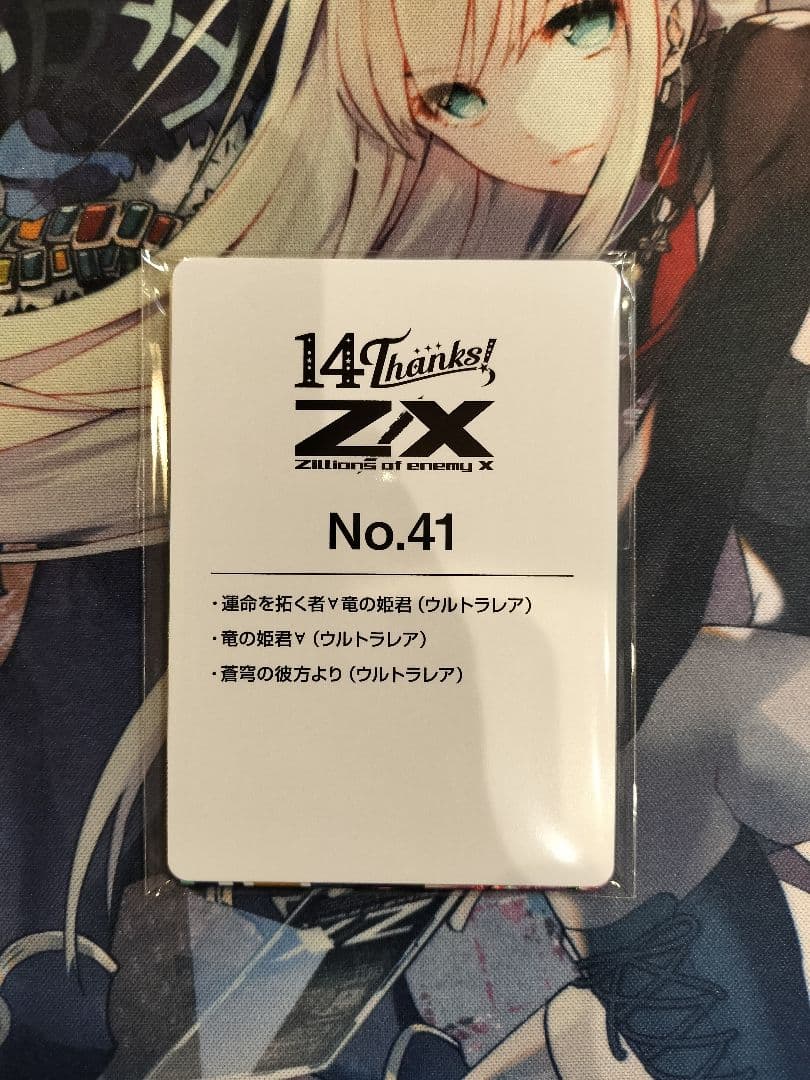 14 Thanks!
Z/X
Zillions of enemy X
No.41
・運命を拓く者∀竜の姫君(ウルトラレア)
・竜の姫君∀(ウルトラレア)
・蒼穹の彼方より(ウルトラレア)